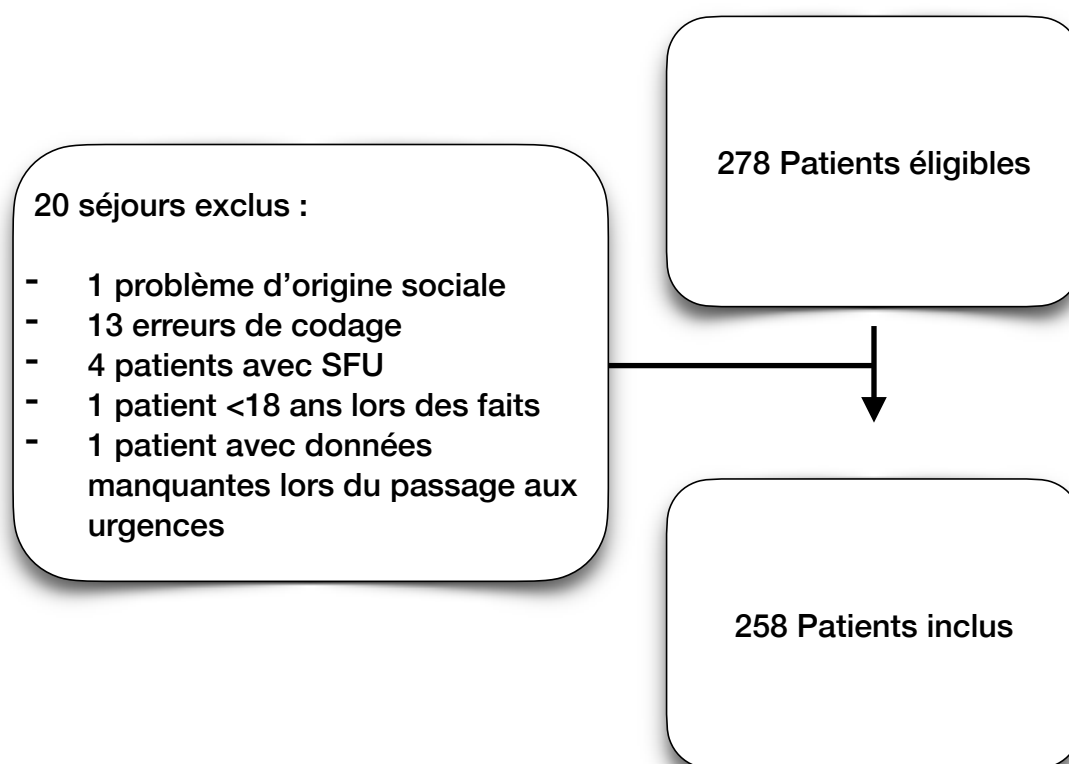 278 Patients éligibles
20 séjours exclus :
- 1 problème d’origine sociale
- 13 erreurs de codage
- 4 patients avec SFU
- 1 patient <18 ans lors des faits
- 1 patient avec données
manquantes lors du passage aux
urgences
258 Patients inclus